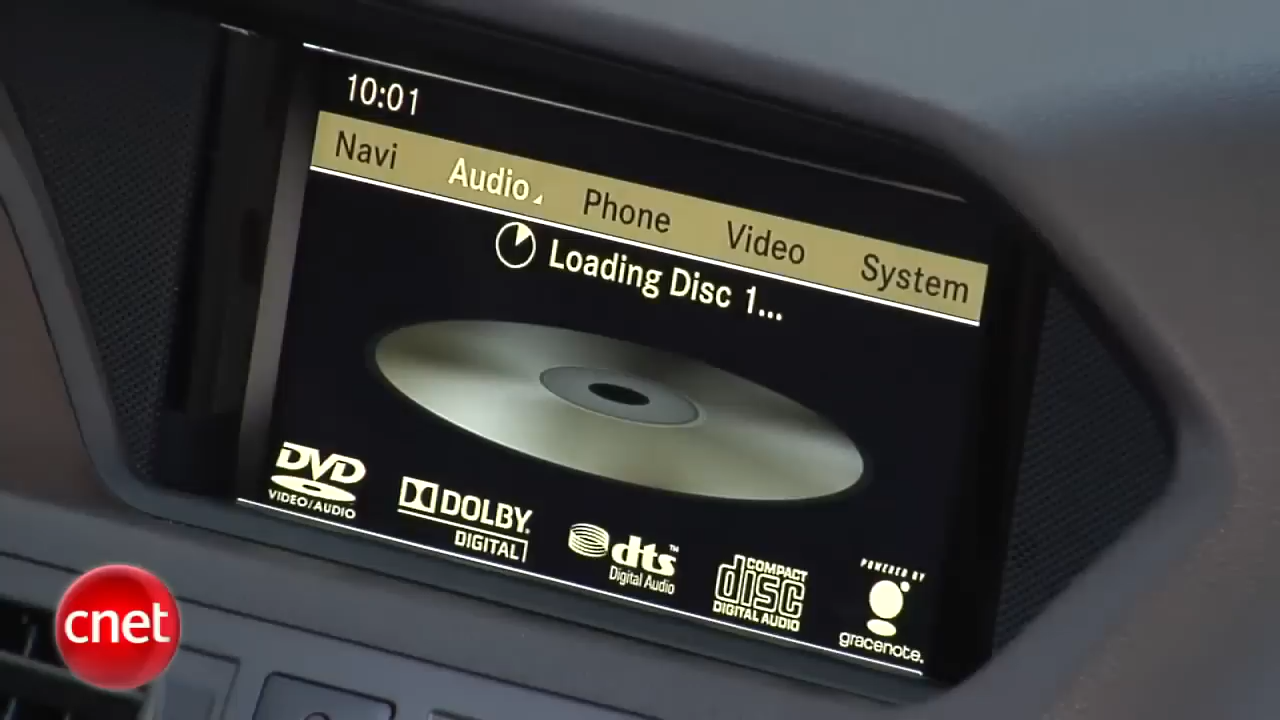 10:01
Navi Audio Phone Video System
Loading Disc 1...
DVD
VIDEO/AUDIO
DOLBY
DIGITAL
dts™
Digital Audio
COMPACT
disc
DIGITAL AUDIO
POWERED BY
gracenote.
cnet